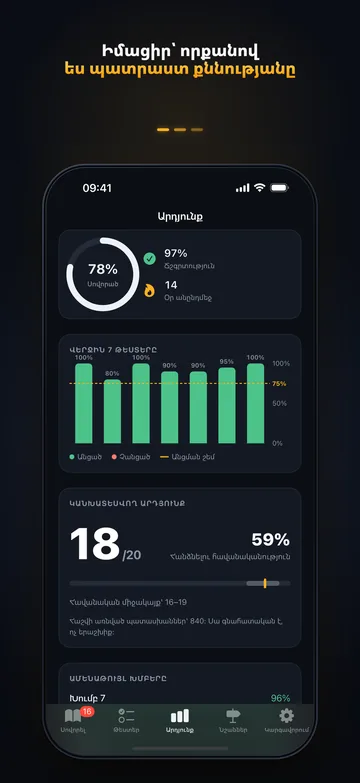 Իմացիր՝ որքանով
ես պատրաստ քննությանը
09:41
Արդյունք
78%
Սովորած
97%
Ճշգրտություն
14
Օր անընդմեջ
ՎԵՐՋԻՆ 7 ԹԵՍՏԵՐԸ
100%
80%
100%
90%
90%
95%
100%
100%
75%
50%
0%
Անցած
Չանցած
Անցման շեմ
ԿԱՆԽԱՏԵՍՎՈՂ ԱՐԴՅՈՒՆՔ
18/20
59%
Հանձնելու հավանականություն
Հավանական միջակայք՝ 16–19
Հաշվի առնված պատասխաններ՝ 840։ Սա գնահատական է,
ոչ երաշխիք։
ԱՄԵՆԱԹՈՒՅԼ ԽՄԲԵՐԸ
Խումբ 7
96%
16
Սովորել
Թեստեր
Արդյունք
Նշաններ
Կարգավորում